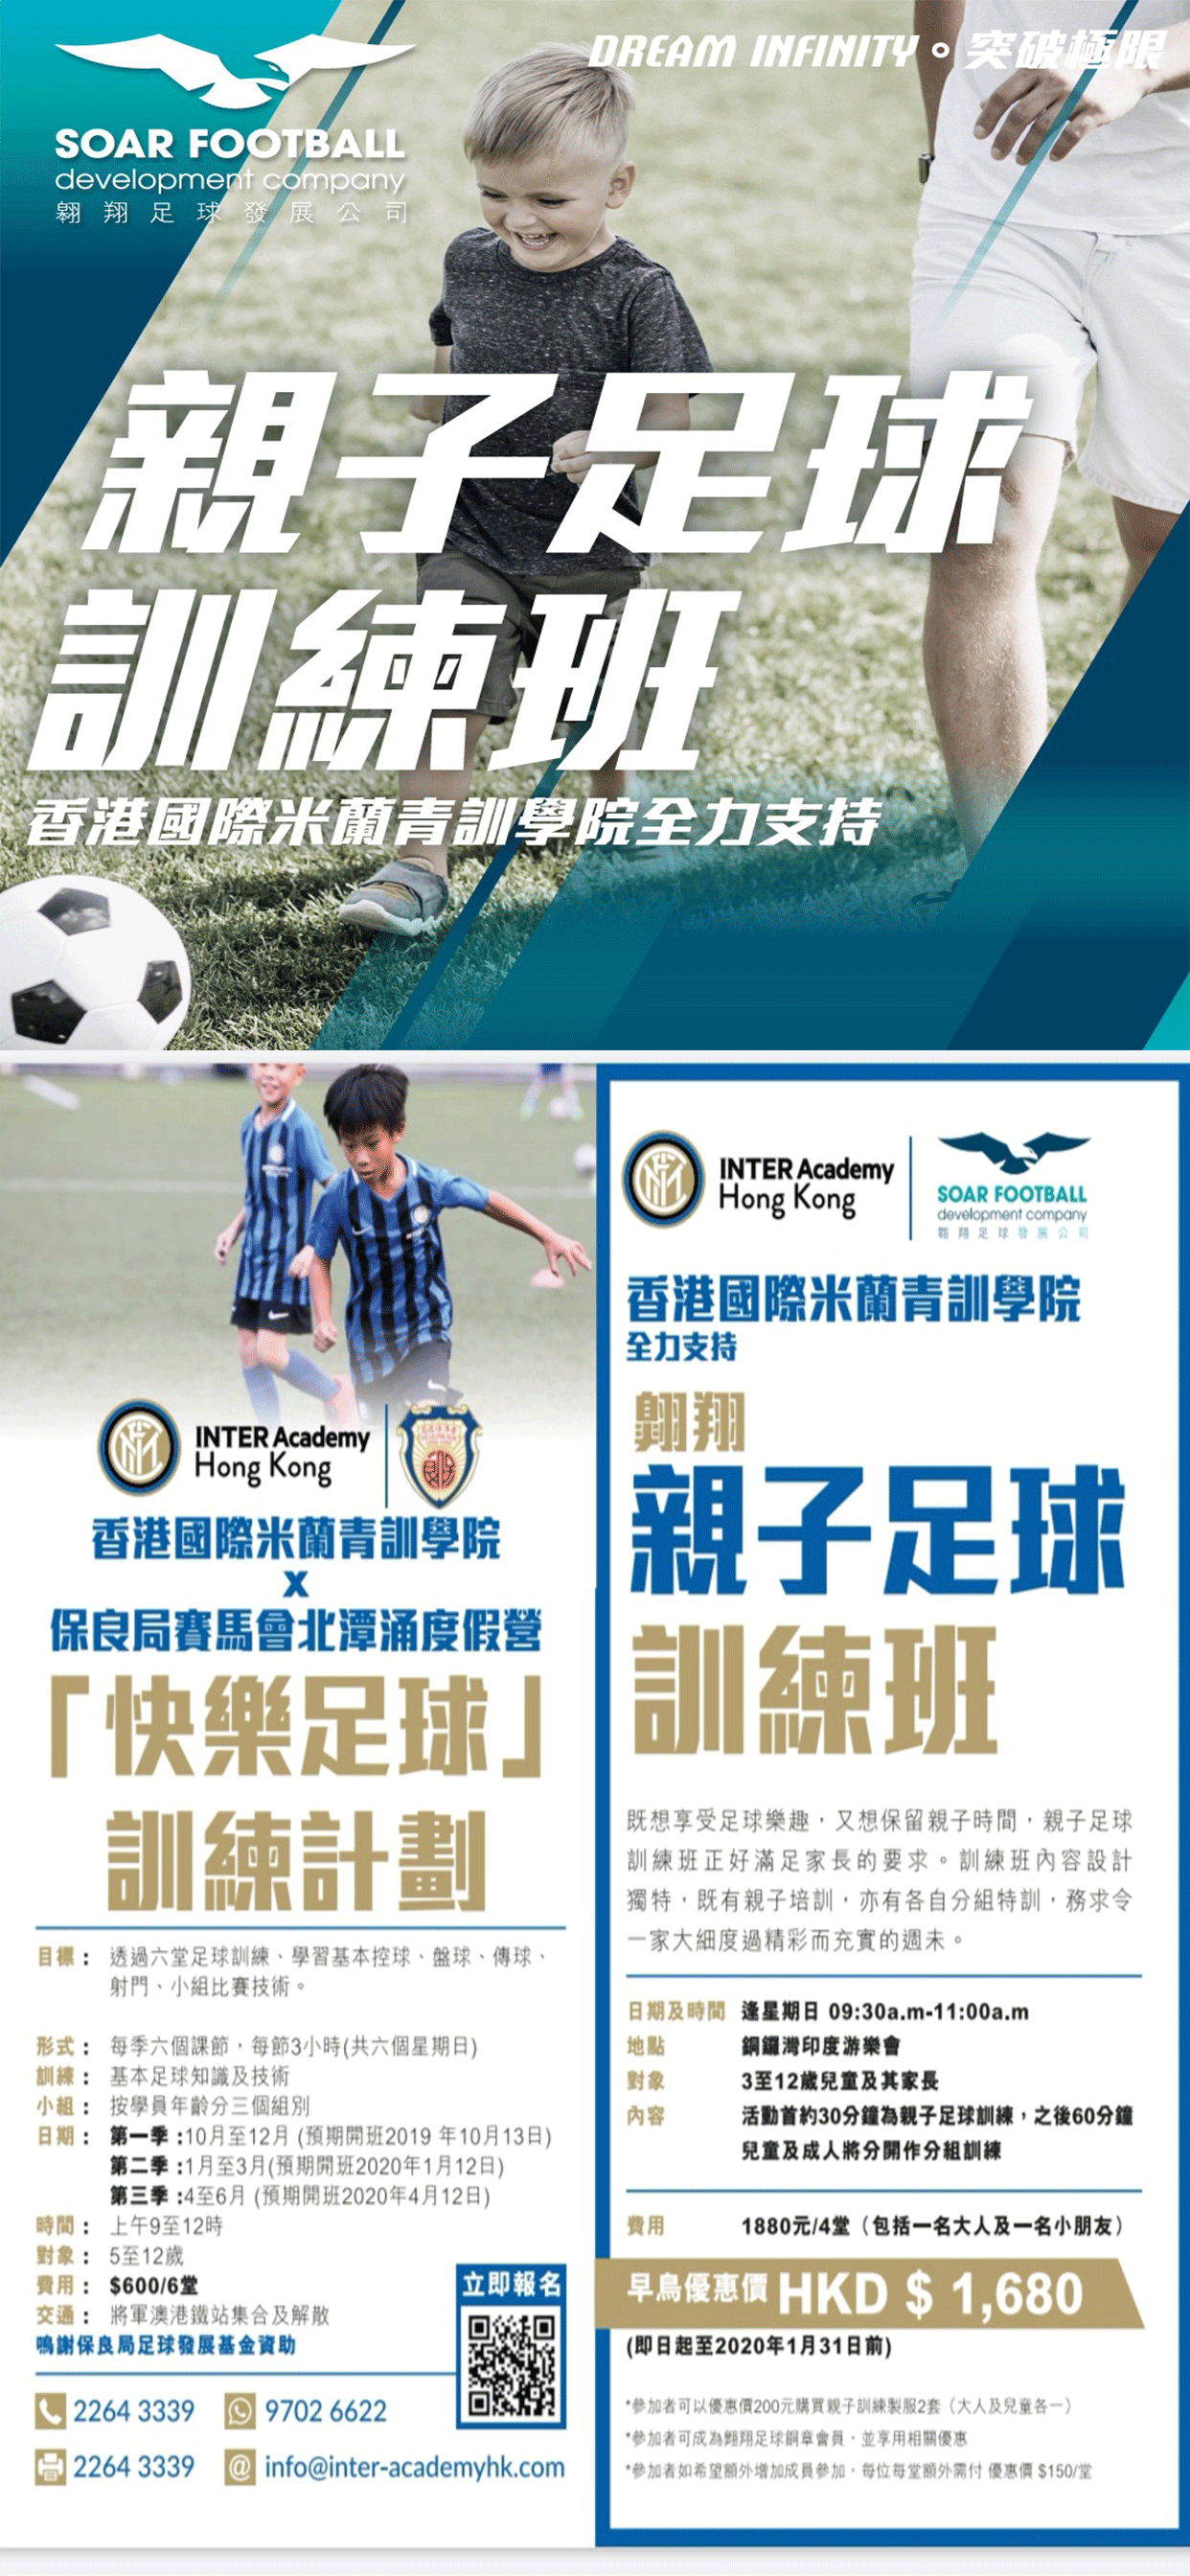 DREAM INFINITY。突破極限
SOAR FOOTBALL
development company
翱翔足球發展公司
親子足球
訓練班
香港國際米蘭青訓學院全力支持
INTER Academy
Hong Kong
香港國際米蘭青訓學院
X
保良局賽馬會北潭涌度假營
「快樂足球」
訓練計劃
目標： 透過六堂足球訓練、學習基本控球、盤球、傳球、
射門、小組比賽技術。
形式： 每季六個課節，每節3小時(共六個星期日)
訓練： 基本足球知識及技術
小組： 按學員年齡分三個組別
日期： 第一季 :10月至12月 (預期開班2019 年10月13日)
第二季 :1月至3月(預期開班2020年1月12日)
第三季 :4至6月 (預期開班2020年4月12日)
時間： 上午9至12時
對象： 5至12歲
費用： $600/6堂
交通： 將軍澳港鐵站集合及解散
鳴謝保良局足球發展基金資助
立即報名
2264 3339
9702 6622
2264 3339
@ info@inter-academyhk.com
INTER Academy
Hong Kong
SOAR FOOTBALL
development company
翱翔足球發展公司
香港國際米蘭青訓學院
全力支持
翱翔
親子足球
訓練班
既想享受足球樂趣，又想保留親子時間，親子足球
訓練班正好滿足家長的要求。訓練班內容設計
獨特，既有親子培訓，亦有各自分組特訓，務求令
一家大細度過精彩而充實的週末。
日期及時間 逢星期日 09:30a.m-11:00a.m
地點 銅鑼灣印度游樂會
對象 3至12歲兒童及其家長
內容 活動首約30分鐘為親子足球訓練，之後60分鐘
兒童及成人將分開作分組訓練
費用 1880元/4堂（包括一名大人及一名小朋友）
早鳥優惠價 HKD $ 1,680
(即日起至2020年1月31日前)
*參加者可以優惠價200元購買親子訓練製服2套（大人及兒童各一）
*參加者可成為翱翔足球銅章會員，並享用相關優惠
*參加者如希望額外增加成員參加，每位每堂額外需付 優惠價 $150/堂